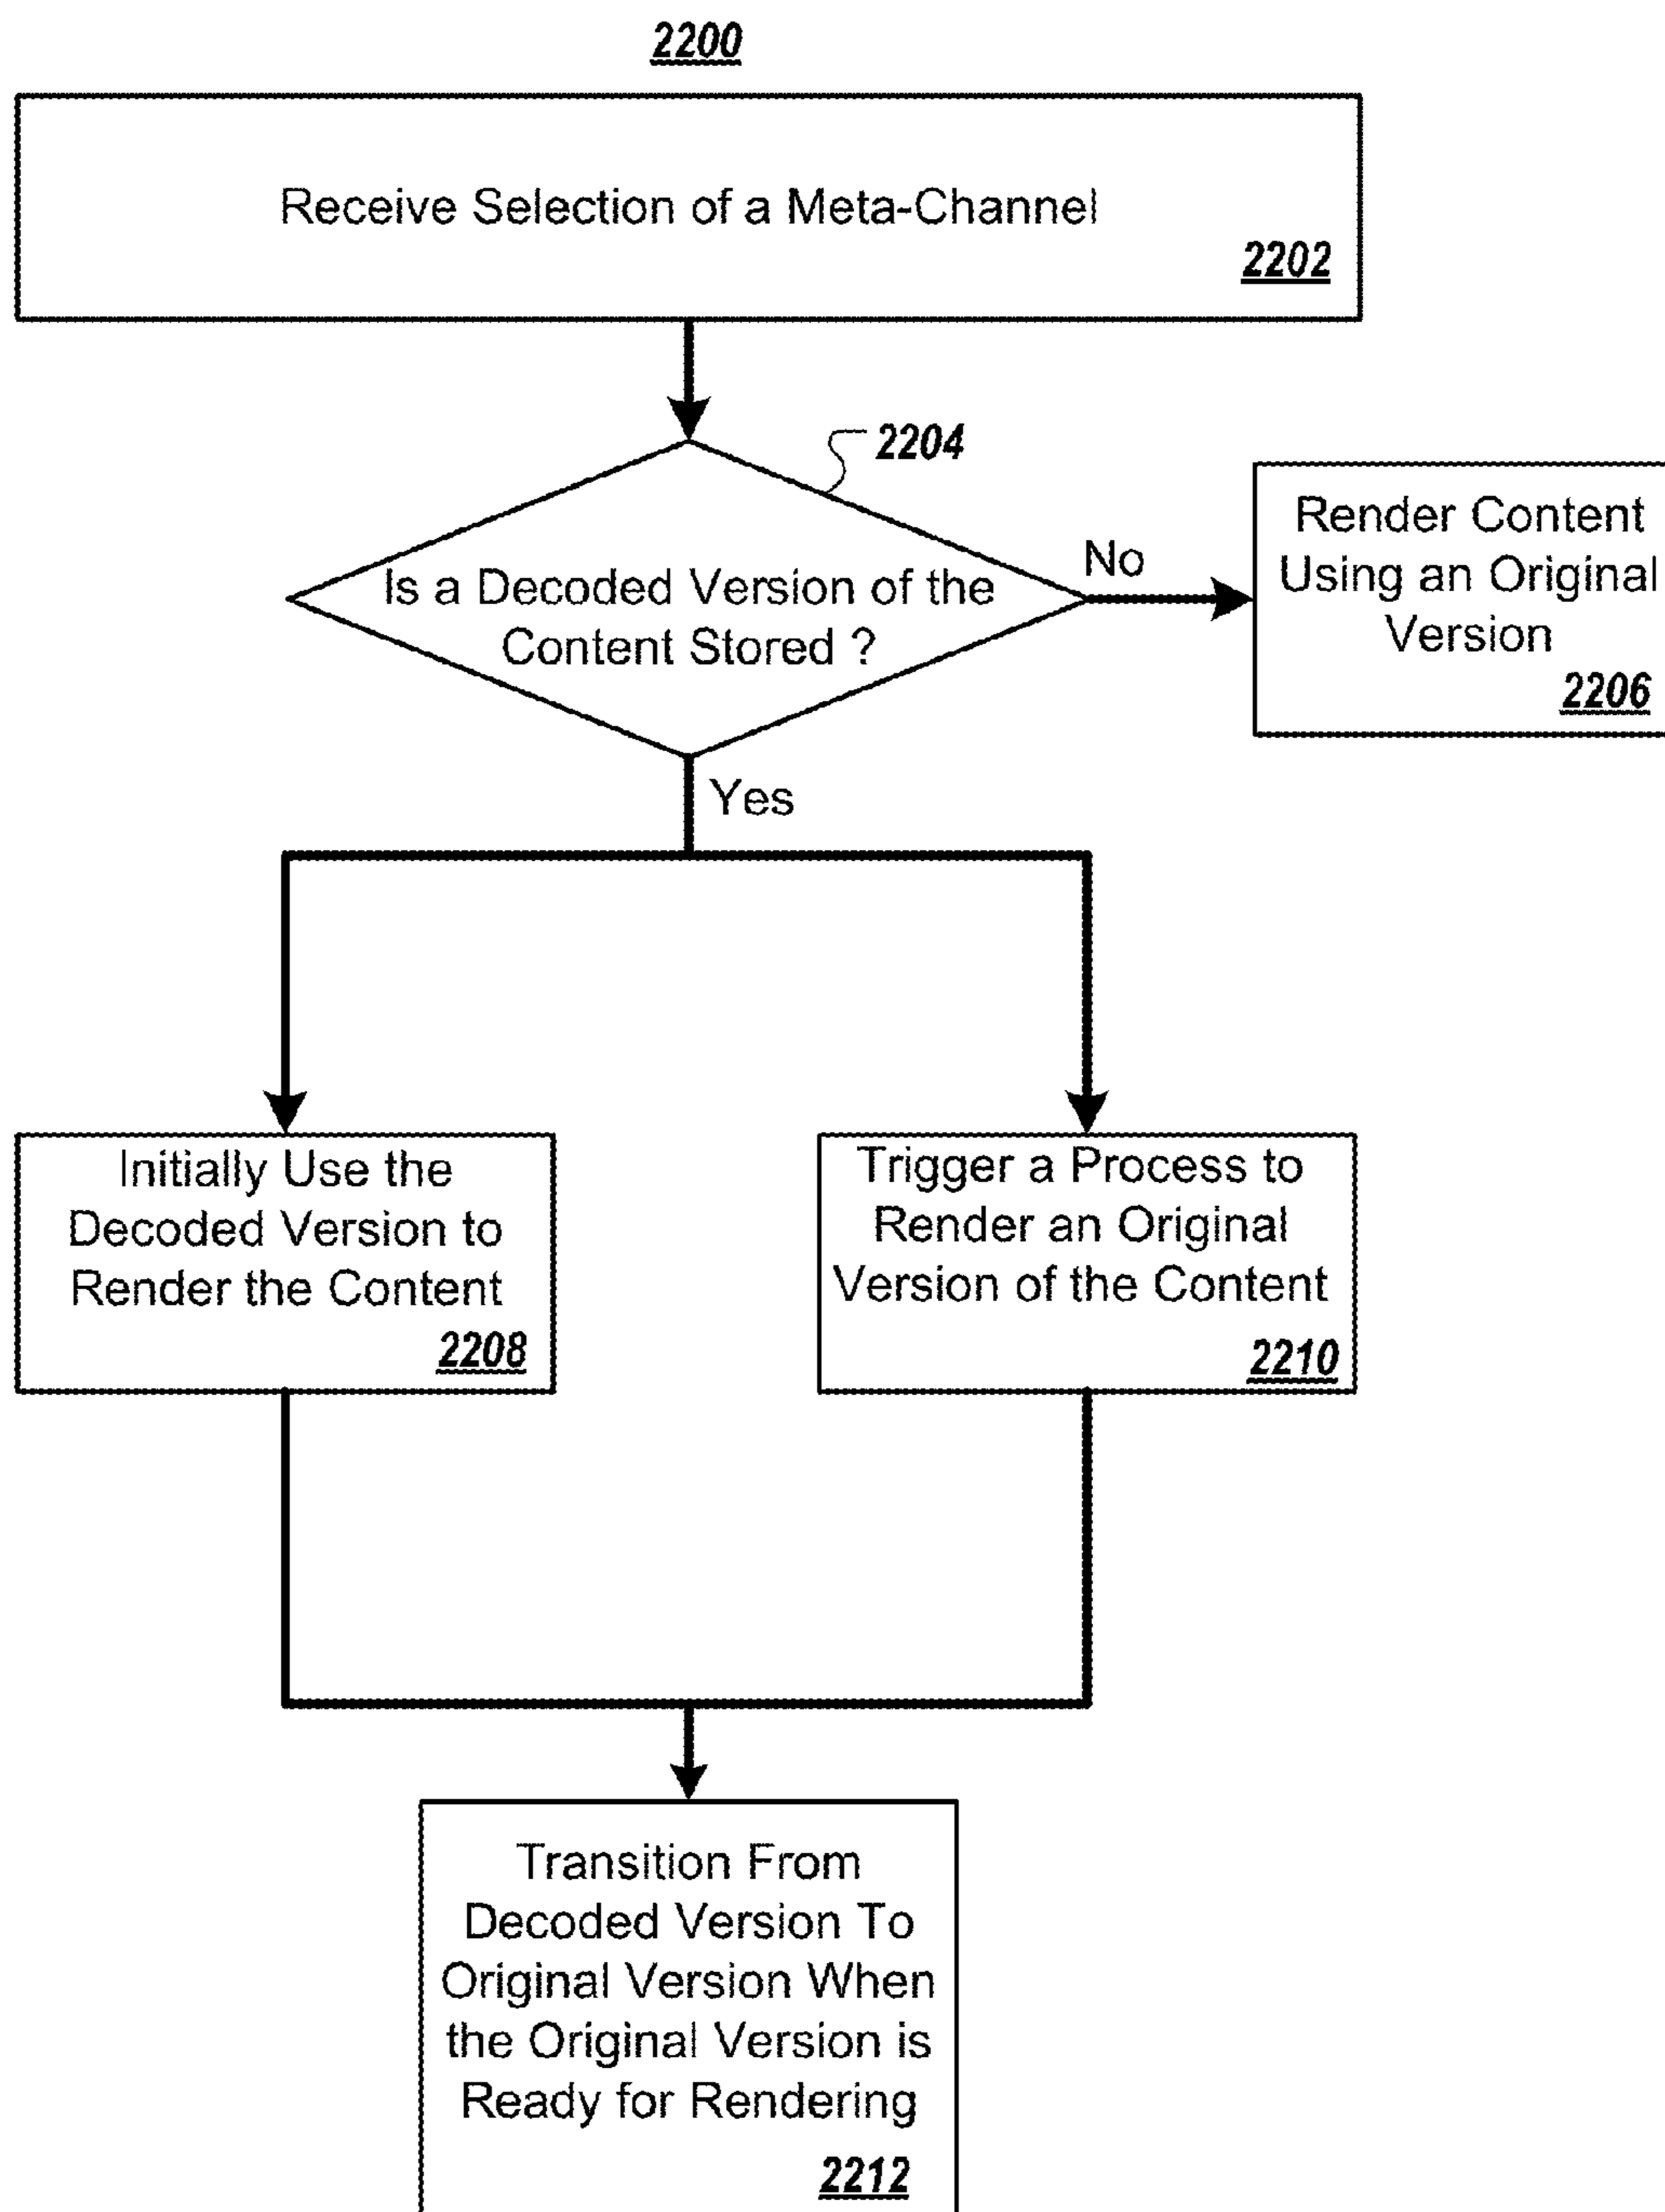 2200
Receive Selection of a Meta-Channel
2202
2204
Is a Decoded Version of the
Content Stored ?
No
Render Content
Using an Original
Version
2206
Yes
Initially Use the
Decoded Version to
Render the Content
2208
Trigger a Process to
Render an Original
Version of the Content
2210
Transition From
Decoded Version To
Original Version When
the Original Version is
Ready for Rendering
2212